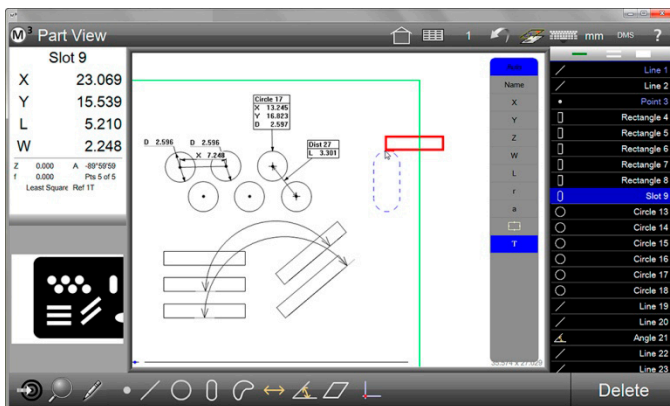 M3 Part View
1
mm
DMS
?
Slot 9
X 23.069
Y 15.539
L 5.210
W 2.248
Z 0.000 A -89°59'59
f 0.000 Pts 5 of 5
Least Square Ref 1T
Circle 17
X 13.245
Y 16.823
D 2.597
D 2.596
D 2.596
X 7.248
Dist 27
L 3.301
Name
X
Y
Z
W
L
r
a
T
Line 1
Line 2
Point 3
Rectangle 4
Rectangle 5
Rectangle 6
Rectangle 7
Rectangle 8
Slot 9
Circle 13
Circle 14
Circle 15
Circle 16
Circle 17
Circle 18
Line 19
Line 20
Angle 21
Line 22
Line 23
Delete